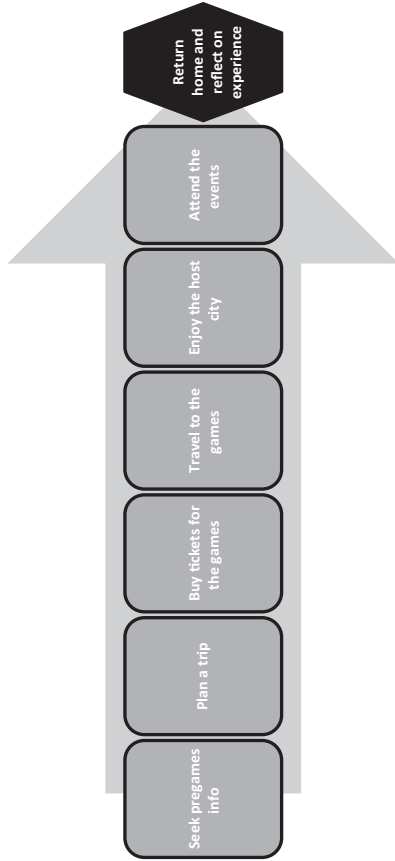 Seek pregames
info
Plan a trip
Buy tickets for
the games
Travel to the
games
Enjoy the host
city
Attend the
events
Return
home and
reflect on
experience